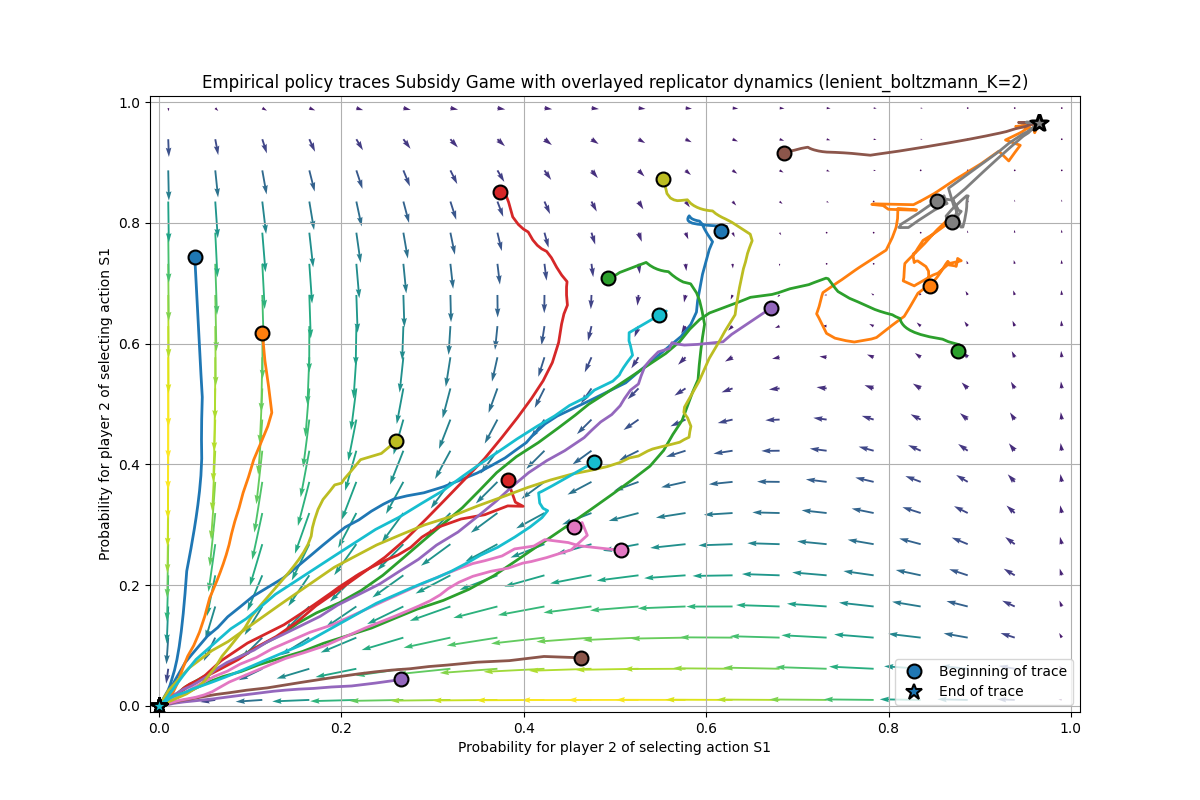 Empirical policy traces Subsidy Game with overlayed replicator dynamics (lenient_boltzmann_K=2)
Probability for player 2 of selecting action S1
1.0
0.8
0.6
0.4
0.2
0.0
0.0 0.2 0.4 0.6 0.8 1.0
Probability for player 2 of selecting action S1
Beginning of trace
End of trace